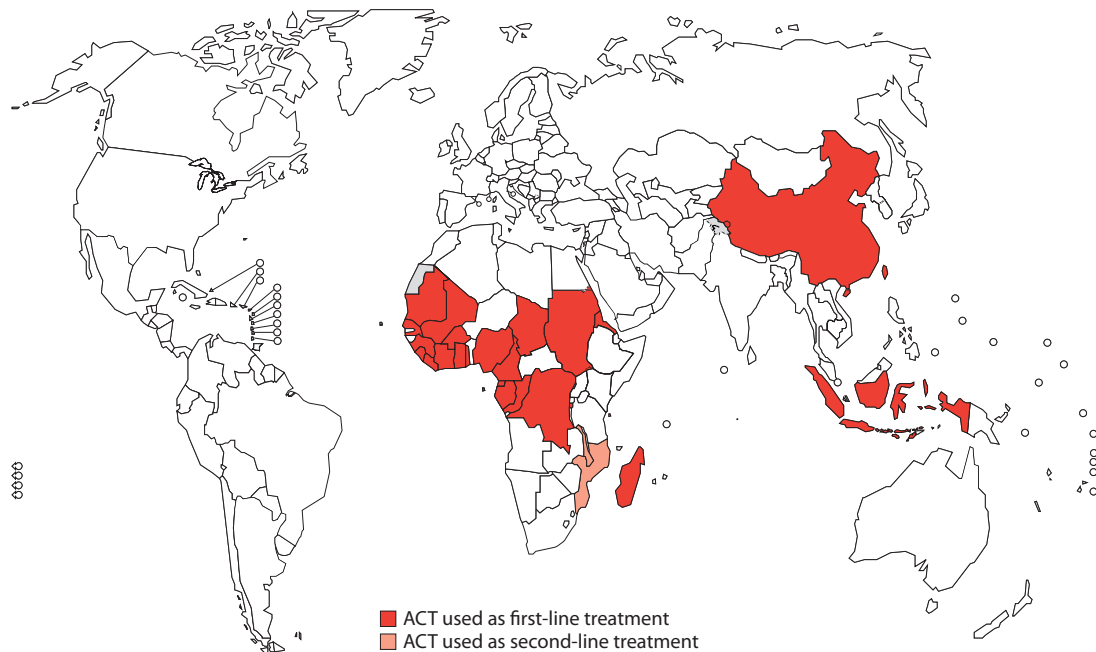 ACT used as first-line treatment
ACT used as second-line treatment